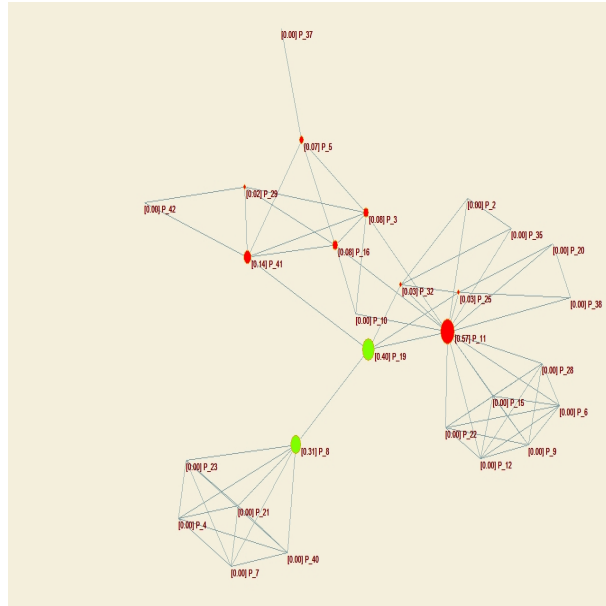 [0.00] P_37
[0.07] P_5
[0.02] P_29
[0.00] P_42
[0.08] P_3
[0.00] P_2
[0.00] P_35
[0.08] P_16
[0.00] P_20
[0.14] P_41
[0.03] P_32
[0.03] P_25
[0.00] P_38
[0.00] P_10
[0.57] P_11
[0.40] P_19
[0.00] P_28
[0.00] P_15
[0.00] P_6
[0.00] P_22
[0.00] P_9
[0.31] P_8
[0.00] P_12
[0.00] P_23
[0.00] P_21
[0.00] P_4
[0.00] P_40
[0.00] P_7